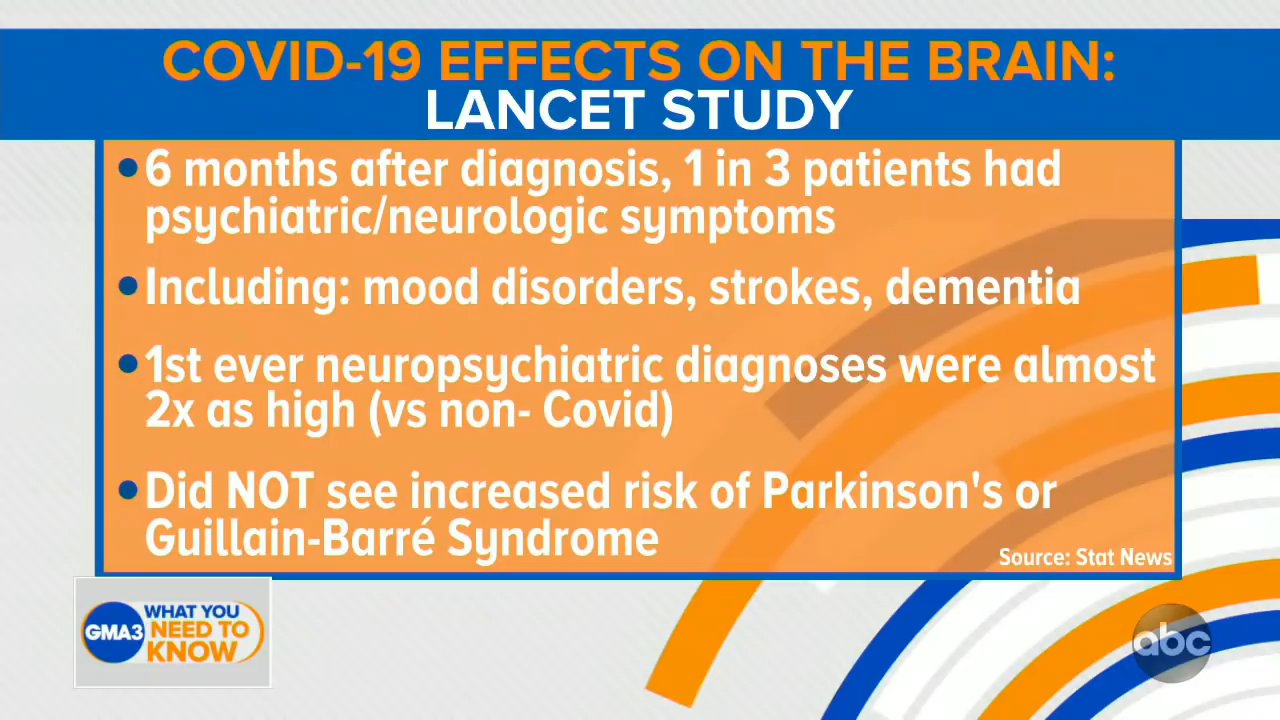 COVID-19 EFFECTS ON THE BRAIN:
LANCET STUDY
• 6 months after diagnosis, 1 in 3 patients had
psychiatric/neurologic symptoms
• Including: mood disorders, strokes, dementia
• 1st ever neuropsychiatric diagnoses were almost
2x as high (vs non- Covid)
• Did NOT see increased risk of Parkinson's or
Guillain-Barré Syndrome
Source: Stat News
GMA3
WHAT YOU
NEED TO
KNOW
abc